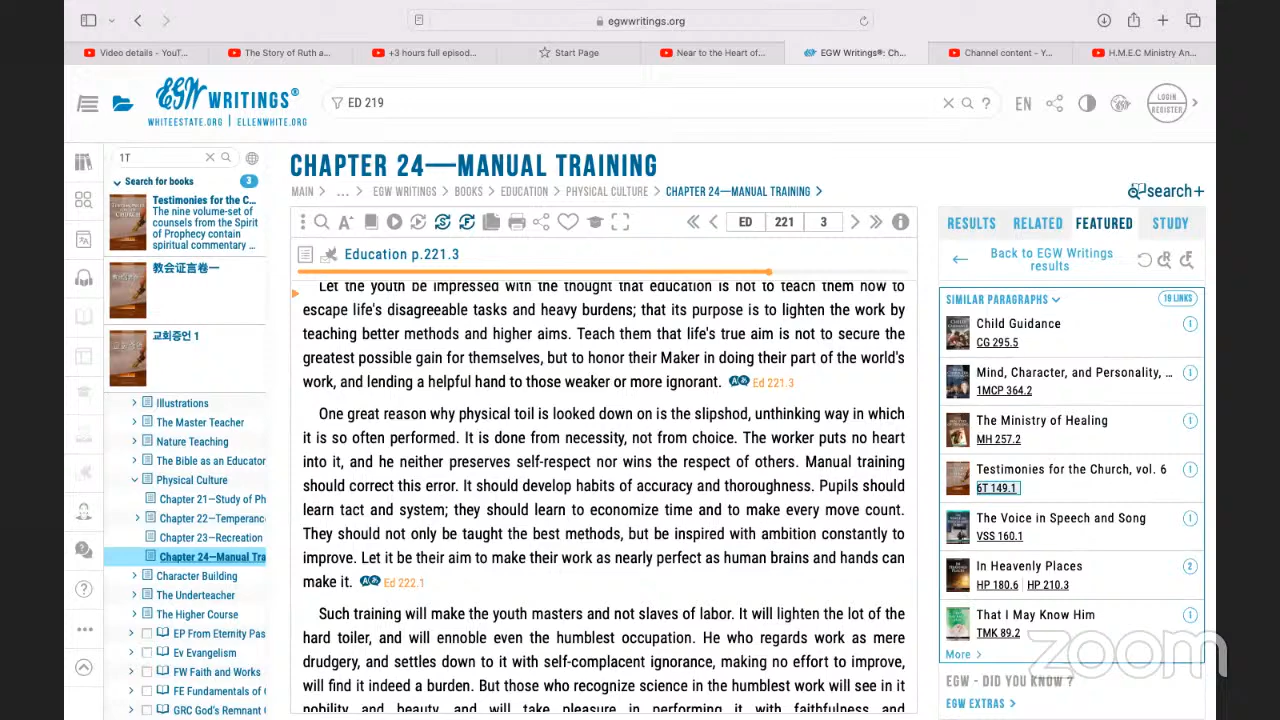 egwwritings.org
Video details - YouT...
The Story of Ruth a...
+3 hours full episod...
Start Page
Near to the Heart of...
EGW Writings®: Ch...
Channel content - Y...
H.M.E.C Ministry An...
EGW WRITINGS®
WHITEESTATE.ORG | ELLENWHITE.ORG
ED 219
?
EN
LOGIN
REGISTER
1T
Search for books
3
Testimonies for the C...
The nine volume-set of
counsels from the Spirit
of Prophecy contain
spiritual commentary ...
教会证言卷一
교회증언 1
Illustrations
The Master Teacher
Nature Teaching
The Bible as an Educator
Physical Culture
Chapter 21—Study of Ph
Chapter 22—Temperanc
Chapter 23—Recreation
Chapter 24—Manual Tra
Character Building
The Underteacher
The Higher Course
EP From Eternity Pas
Ev Evangelism
FW Faith and Works
FE Fundamentals of
GRC God's Remnant
CHAPTER 24—MANUAL TRAINING
MAIN > ... > EGW WRITINGS > BOOKS > EDUCATION > PHYSICAL CULTURE > CHAPTER 24—MANUAL TRAINING >
ED 221 3
Education p.221.3
Let the youth be impressed with the thought that education is not to teach them how to
escape life's disagreeable tasks and heavy burdens; that its purpose is to lighten the work by
teaching better methods and higher aims. Teach them that life's true aim is not to secure the
greatest possible gain for themselves, but to honor their Maker in doing their part of the world's
work, and lending a helpful hand to those weaker or more ignorant. Ed 221.3
One great reason why physical toil is looked down on is the slipshod, unthinking way in which
it is so often performed. It is done from necessity, not from choice. The worker puts no heart
into it, and he neither preserves self-respect nor wins the respect of others. Manual training
should correct this error. It should develop habits of accuracy and thoroughness. Pupils should
learn tact and system; they should learn to economize time and to make every move count.
They should not only be taught the best methods, but be inspired with ambition constantly to
improve. Let it be their aim to make their work as nearly perfect as human brains and hands can
make it. Ed 222.1
Such training will make the youth masters and not slaves of labor. It will lighten the lot of the
hard toiler, and will ennoble even the humblest occupation. He who regards work as mere
drudgery, and settles down to it with self-complacent ignorance, making no effort to improve,
will find it indeed a burden. But those who recognize science in the humblest work will see in it
nobility and beauty, and will take pleasure in performing it with faithfulness and
search+
RESULTS
RELATED
FEATURED
STUDY
Back to EGW Writings
results
SIMILAR PARAGRAPHS
19 LINKS
Child Guidance
1
CG 295.5
Mind, Character, and Personality, ...
1
1MCP 364.2
The Ministry of Healing
1
MH 257.2
Testimonies for the Church, vol. 6
1
6T 149.1
The Voice in Speech and Song
1
VSS 160.1
In Heavenly Places
2
HP 180.6 | HP 210.3
That I May Know Him
1
TMK 89.2
More >
EGW - DID YOU KNOW ?
EGW EXTRAS >
zoom